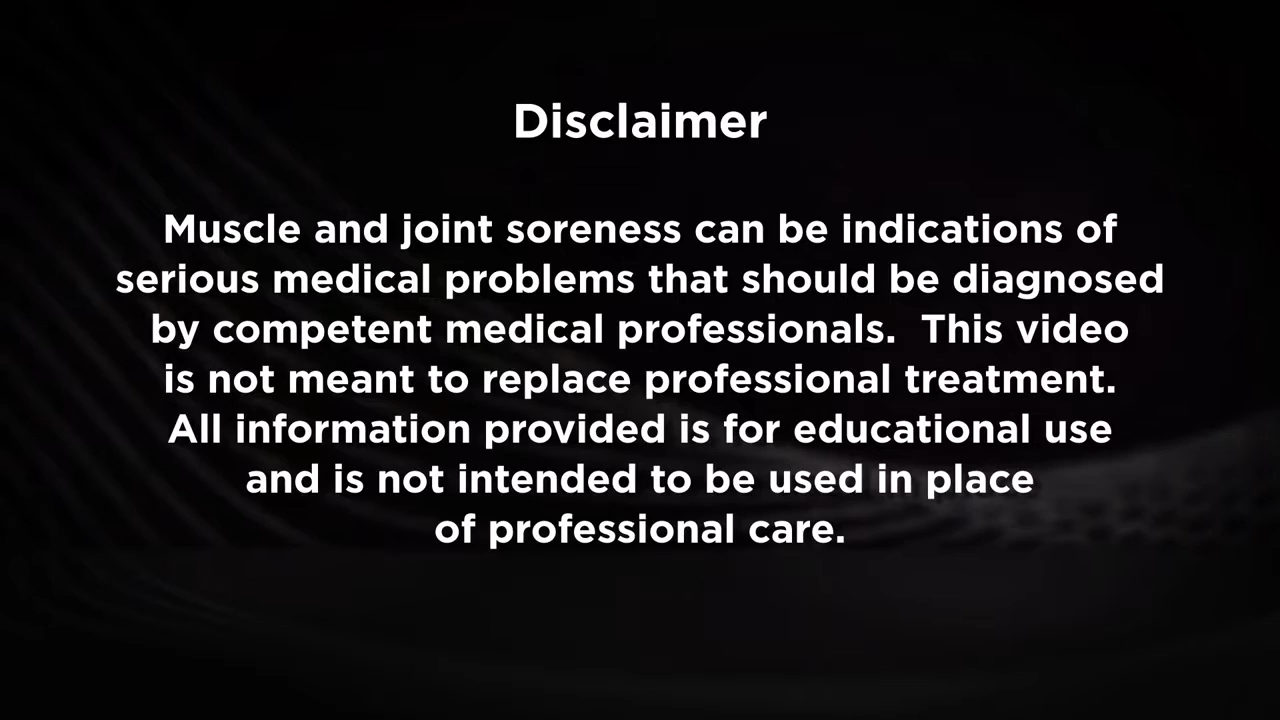 Disclaimer
Muscle and joint soreness can be indications of
serious medical problems that should be diagnosed
by competent medical professionals.  This video
is not meant to replace professional treatment.
All information provided is for educational use
and is not intended to be used in place
of professional care.